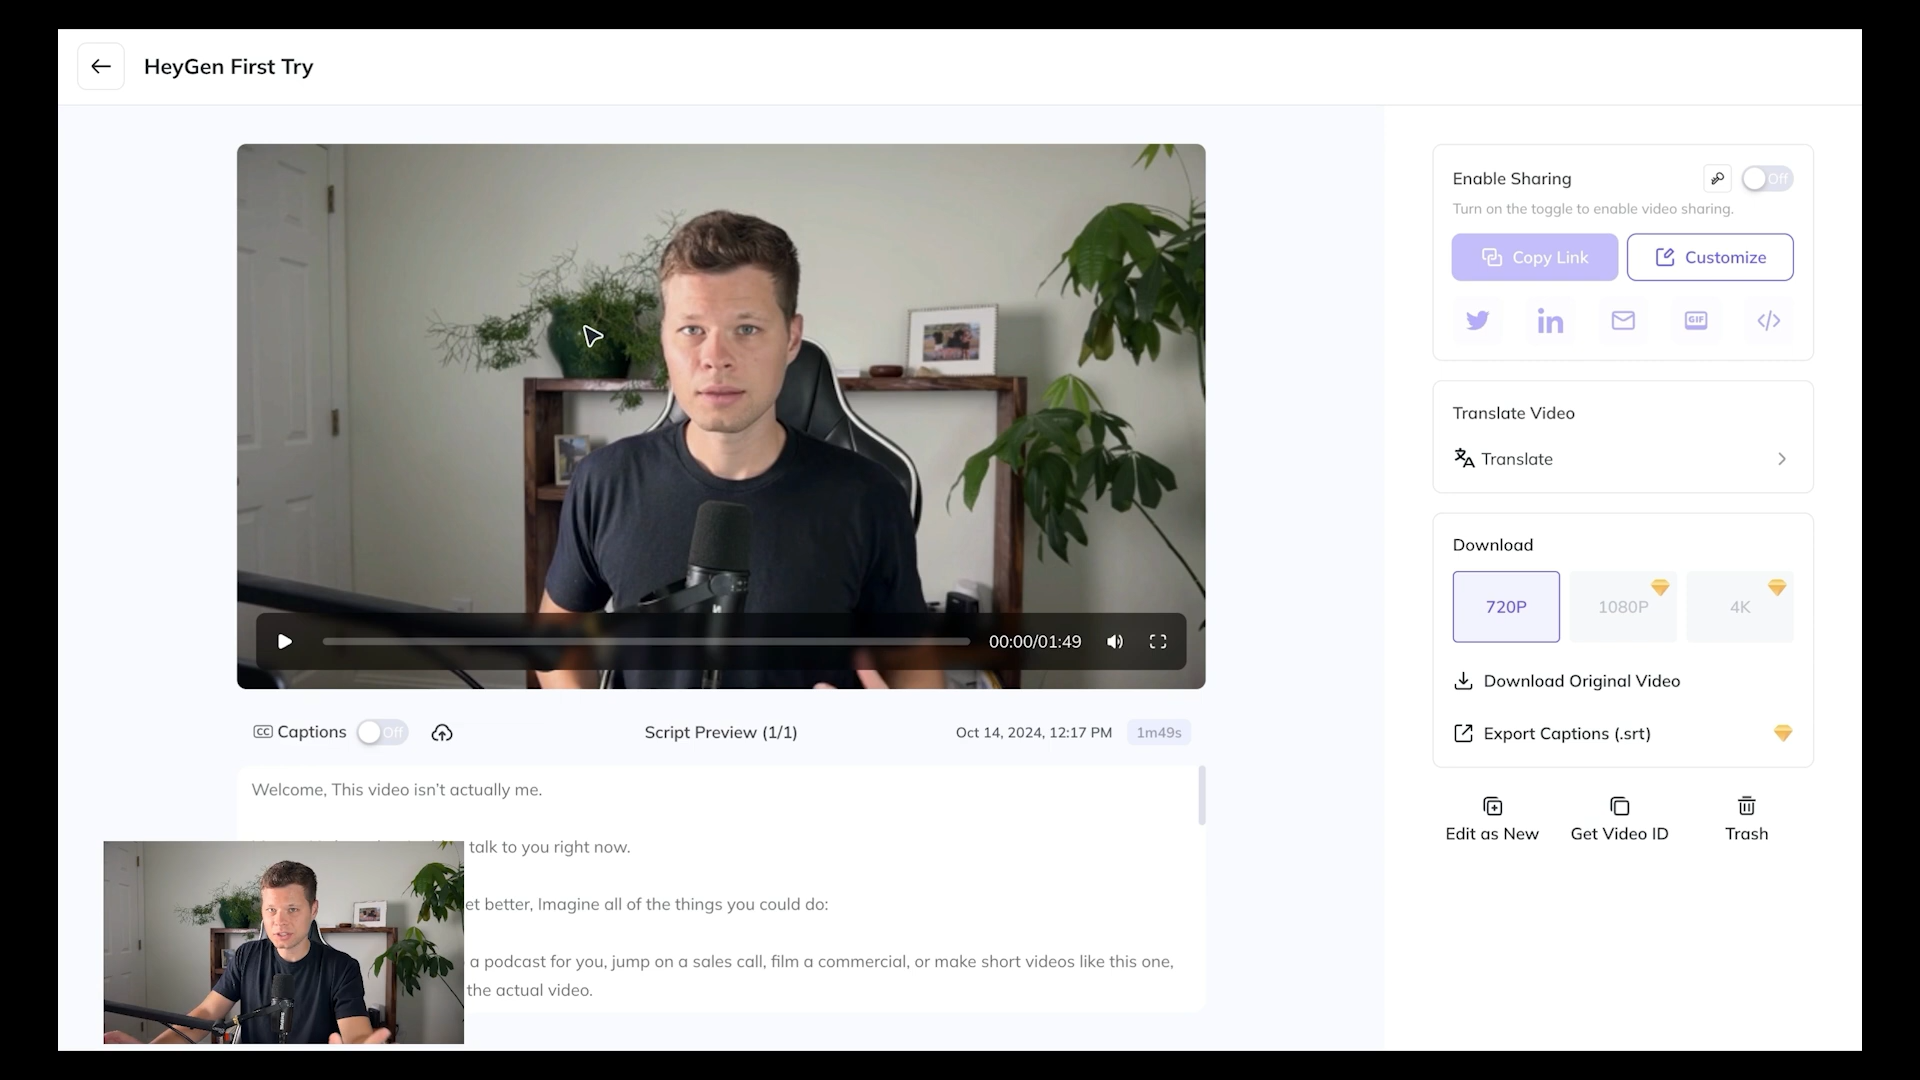 HeyGen First Try
Enable Sharing
Off
Turn on the toggle to enable video sharing.
Copy Link
Customize
GIF
Translate Video
Translate
Download
720P
1080P
4K
Download Original Video
Export Captions (.srt)
Edit as New
Get Video ID
Trash
00:00/01:49
CC Captions
Off
Script Preview (1/1)
Oct 14, 2024, 12:17 PM
1m49s
Welcome, This video isn’t actually me.
talk to you right now.
better, Imagine all of the things you could do:
a podcast for you, jump on a sales call, film a commercial, or make short videos like this one,
the actual video.